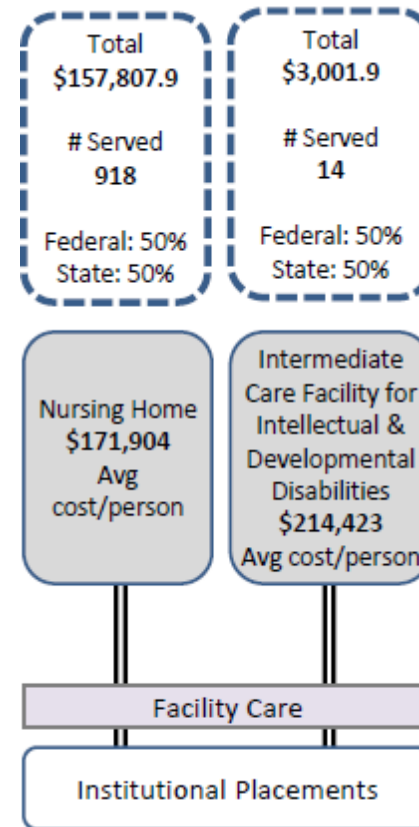 Total
$157,807.9
# Served
918
Federal: 50%
State: 50%
Total
$3,001.9
# Served
14
Federal: 50%
State: 50%
Nursing Home
$171,904
Avg
cost/person
Intermediate
Care Facility for
Intellectual &
Developmental
Disabilities
$214,423
Avg cost/person
Facility Care
Institutional Placements